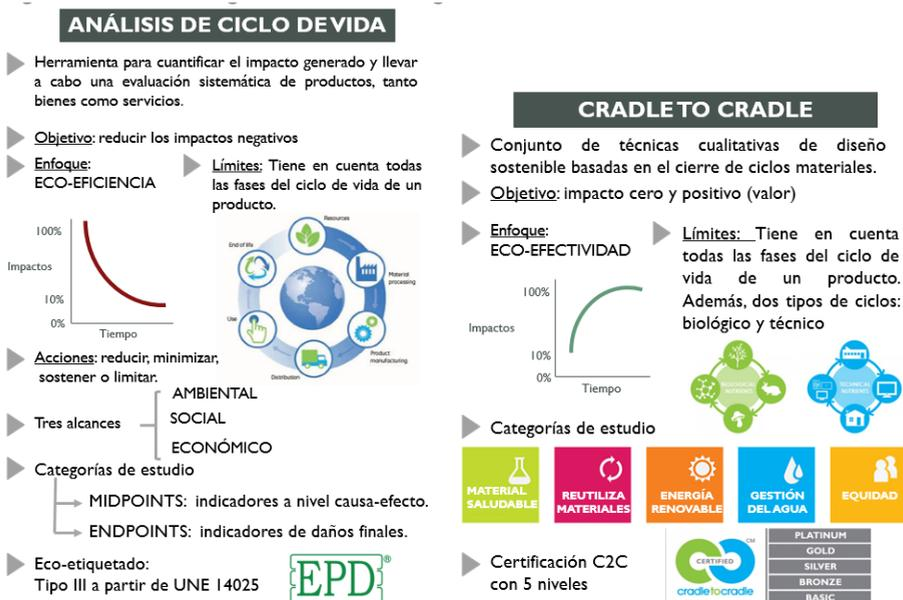 ANÁLISIS DE CICLO DE VIDA
Herramienta para cuantificar el impacto generado y llevar
a cabo una evaluación sistemática de productos, tanto
bienes como servicios.
Objetivo: reducir los impactos negativos
Enfoque:
ECO-EFICIENCIA
Límites: Tiene en cuenta todas
las fases del ciclo de vida de un
producto.
100%
Impactos
10%
0%
Tiempo
Resources
Material
processing
Product
manufacturing
Distribution
Use
End of life
Acciones: reducir, minimizar,
sostener o limitar.
Tres alcances
AMBIENTAL
SOCIAL
ECONÓMICO
Categorías de estudio
MIDPOINTS: indicadores a nivel causa-efecto.
ENDPOINTS: indicadores de daños finales.
Eco-etiquetado:
Tipo III a partir de UNE 14025
EPD®
CRADLE TO CRADLE
Conjunto de técnicas cualitativas de diseño
sostenible basadas en el cierre de ciclos materiales.
Objetivo: impacto cero y positivo (valor)
Enfoque:
ECO-EFECTIVIDAD
Límites: Tiene en cuenta
todas las fases del ciclo de
vida de un producto.
Además, dos tipos de ciclos:
biológico y técnico
100%
Impactos
10%
0%
Tiempo
BIOLOGICAL
NUTRIENTS
TECHNICAL
NUTRIENTS
Categorías de estudio
MATERIAL
SALUDABLE
REUTILIZA
MATERIALES
ENERGÍA
RENOVABLE
GESTIÓN
DEL AGUA
EQUIDAD
Certificación C2C
con 5 niveles
CERTIFIED
CM
cradletocradle
PLATINUM
GOLD
SILVER
BRONZE
BASIC